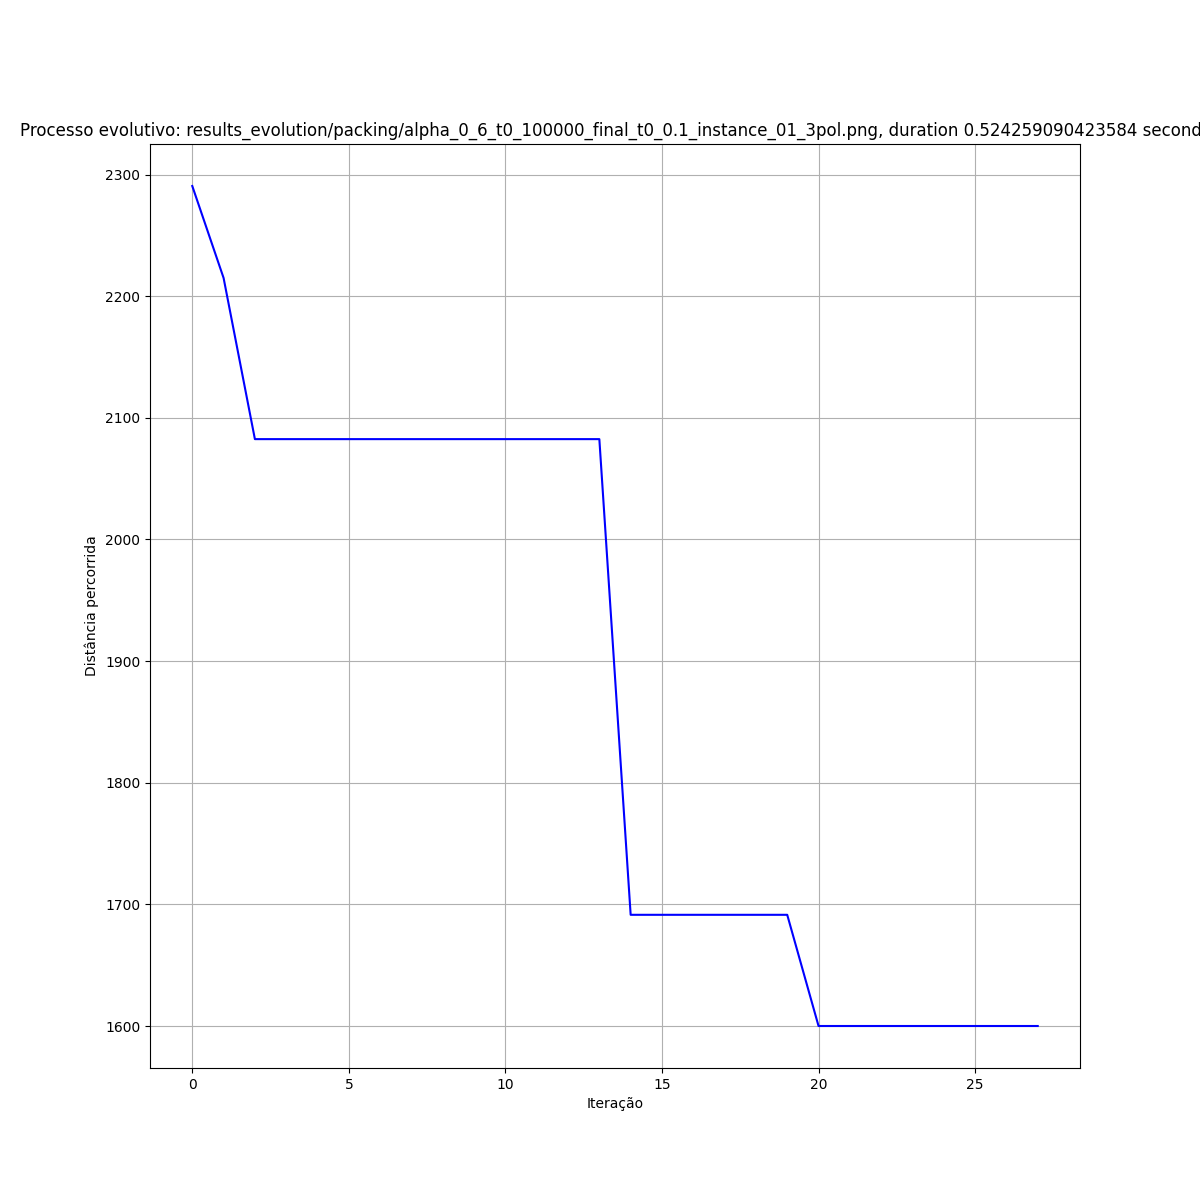 Processo evolutivo: results_evolution/packing/alpha_0_6_t0_100000_final_t0_0.1_instance_01_3pol.png, duration 0.524259090423584 second
2300
2200
2100
2000
1900
1800
1700
1600
Distância percorrida
0 5 10 15 20 25
Iteração